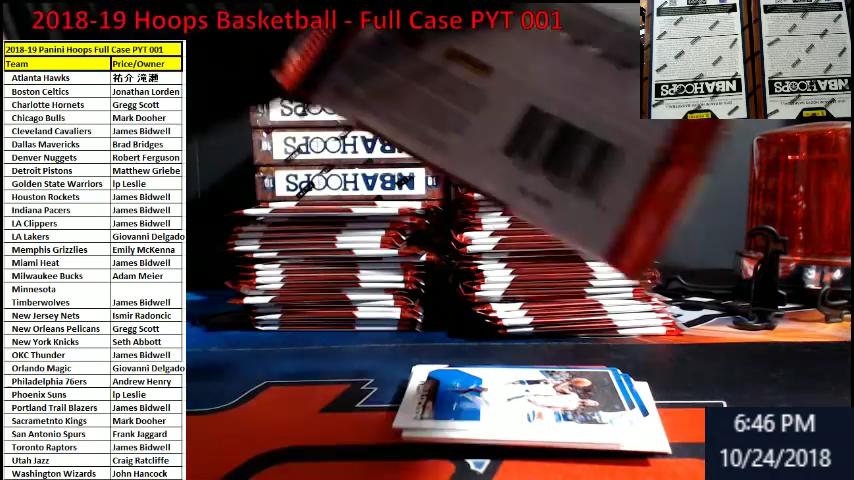 2018-19 Hoops Basketball - Full Case PYT 001
2018-19 Panini Hoops Full Case PYT 001
Team Price/Owner
Atlanta Hawks 祐介 滝瀬
Boston Celtics Jonathan Lorden
Charlotte Hornets Gregg Scott
Chicago Bulls Mark Dooher
Cleveland Cavaliers James Bidwell
Dallas Mavericks Brad Bridges
Denver Nuggets Robert Ferguson
Detroit Pistons Matthew Griebe
Golden State Warriors lp Leslie
Houston Rockets James Bidwell
Indiana Pacers James Bidwell
LA Clippers James Bidwell
LA Lakers Giovanni Delgado
Memphis Grizzlies Emily McKenna
Miami Heat James Bidwell
Milwaukee Bucks Adam Meier
Minnesota
Timberwolves James Bidwell
New Jersey Nets Ismir Radoncic
New Orleans Pelicans Gregg Scott
New York Knicks Seth Abbott
OKC Thunder James Bidwell
Orlando Magic Giovanni Delgado
Philadelphia 76ers Andrew Henry
Phoenix Suns lp Leslie
Portland Trail Blazers James Bidwell
Sacrametnto Kings Mark Dooher
San Antonio Spurs Frank Jaggard
Toronto Raptors James Bidwell
Utah Jazz Craig Ratcliffe
Washington Wizards John Hancock
NBA HOOPS
NBA HOOPS
HOOPS
HOOPS
6:46 PM
10/24/2018